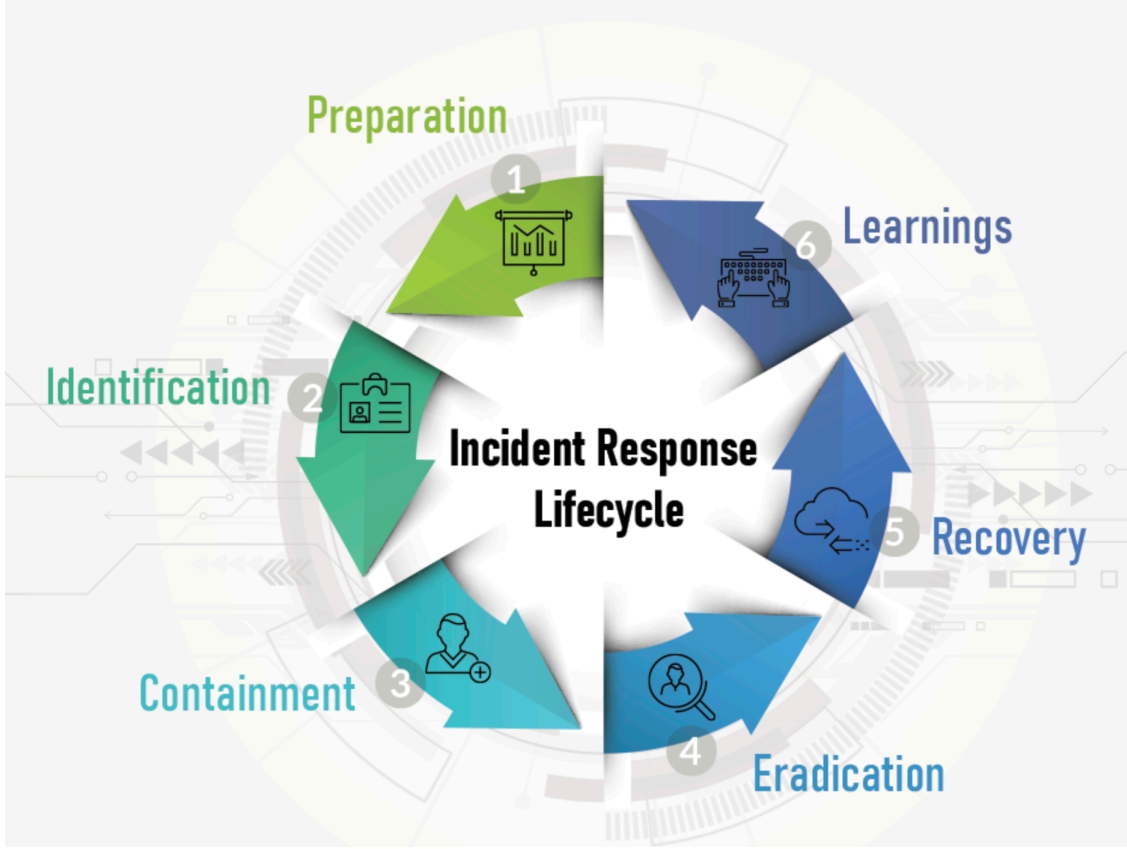 Preparation
1
Identification
2
Containment
3
Eradication
4
Recovery
5
Learnings
6
Incident Response
Lifecycle